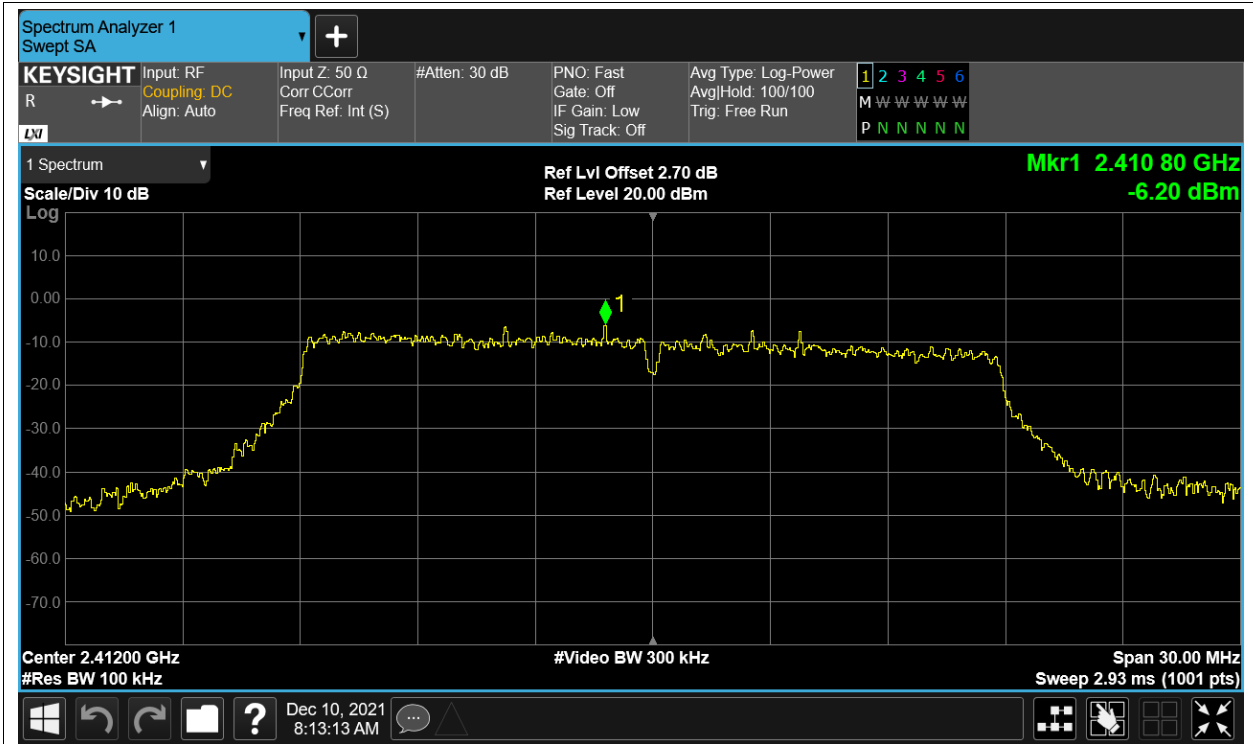 Spectrum Analyzer 1
Swept SA
KEYSIGHT
R
LXI
Input: RF
Coupling: DC
Align: Auto
Input Z: 50 Ω
Corr CCorr
Freq Ref: Int (S)
#Atten: 30 dB
PNO: Fast
Gate: Off
IF Gain: Low
Sig Track: Off
Avg Type: Log-Power
Avg|Hold: 100/100
Trig: Free Run
1 2 3 4 5 6
M W W W W W
P N N N N N
1 Spectrum
Scale/Div 10 dB
Log
Ref Lvl Offset 2.70 dB
Ref Level 20.00 dBm
Mkr1 2.410 80 GHz
-6.20 dBm
10.0
0.00
1
-10.0
-20.0
-30.0
-40.0
-50.0
-60.0
-70.0
Center 2.41200 GHz
#Res BW 100 kHz
#Video BW 300 kHz
Span 30.00 MHz
Sweep 2.93 ms (1001 pts)
?
Dec 10, 2021
8:13:13 AM